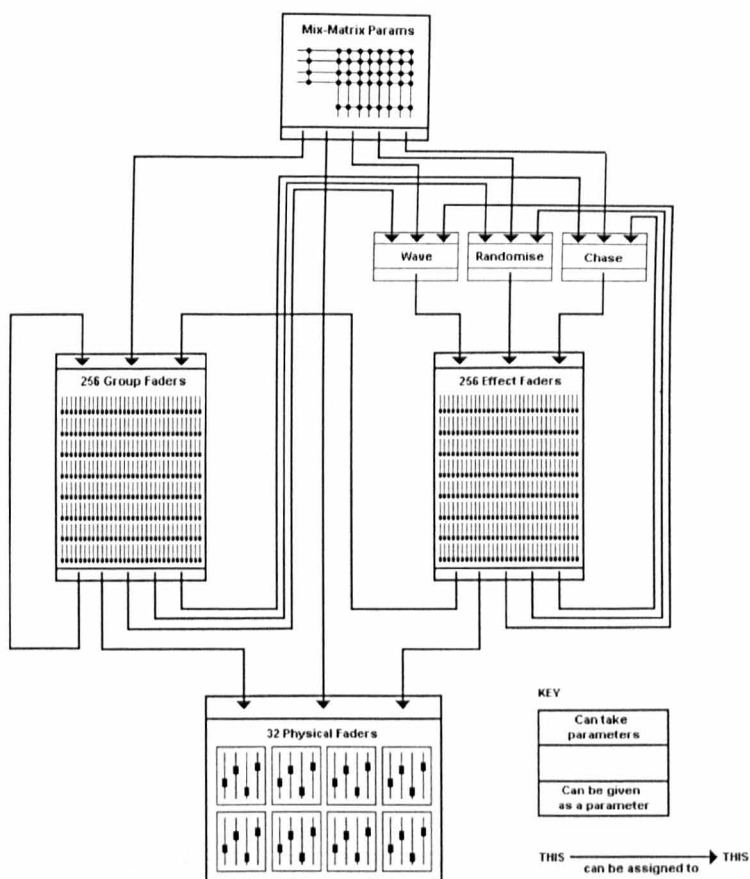 Mix-Matrix Params
Wave
Randomise
Chase
256 Group Faders
256 Effect Faders
32 Physical Faders
KEY
Can take
parameters
Can be given
as a parameter
THIS
THIS
can be assigned to